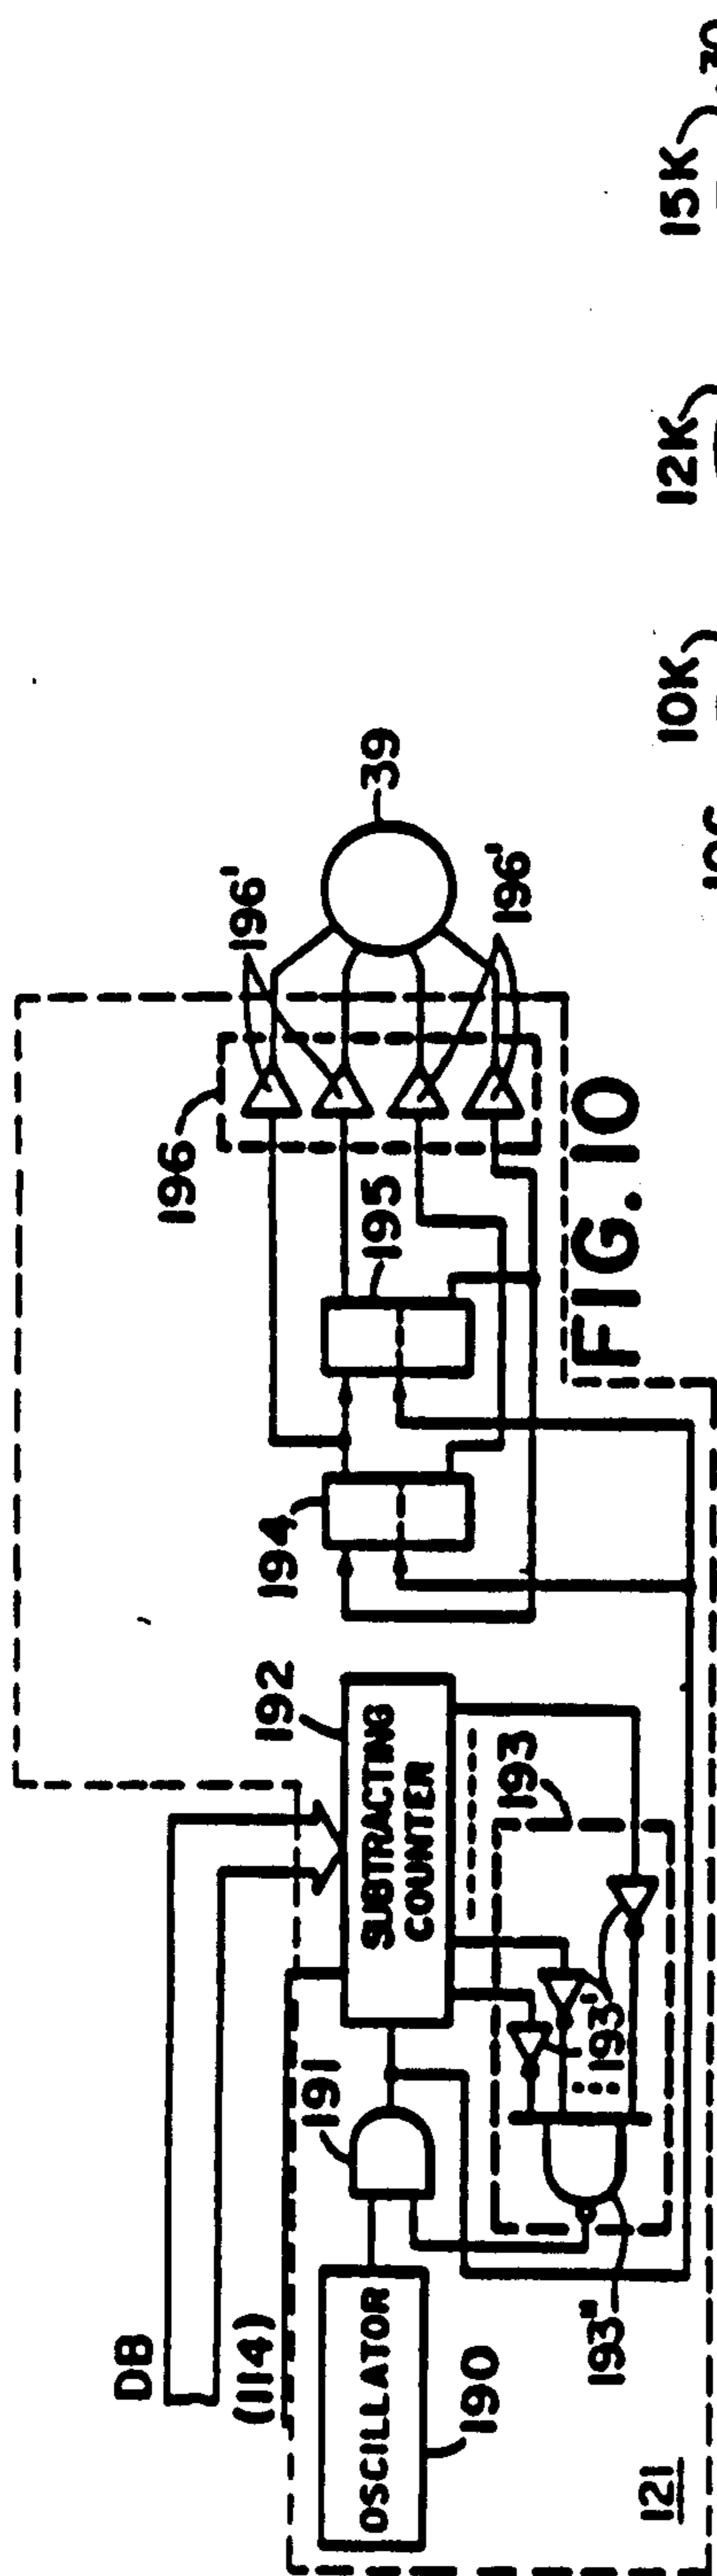 DB
(114)
OSCILLATOR
190
191
192
SUBTRACTING
COUNTER
193
193'
193"
121
194
195
196
196'
196'
39
FIG. 10
10K
12K
15K